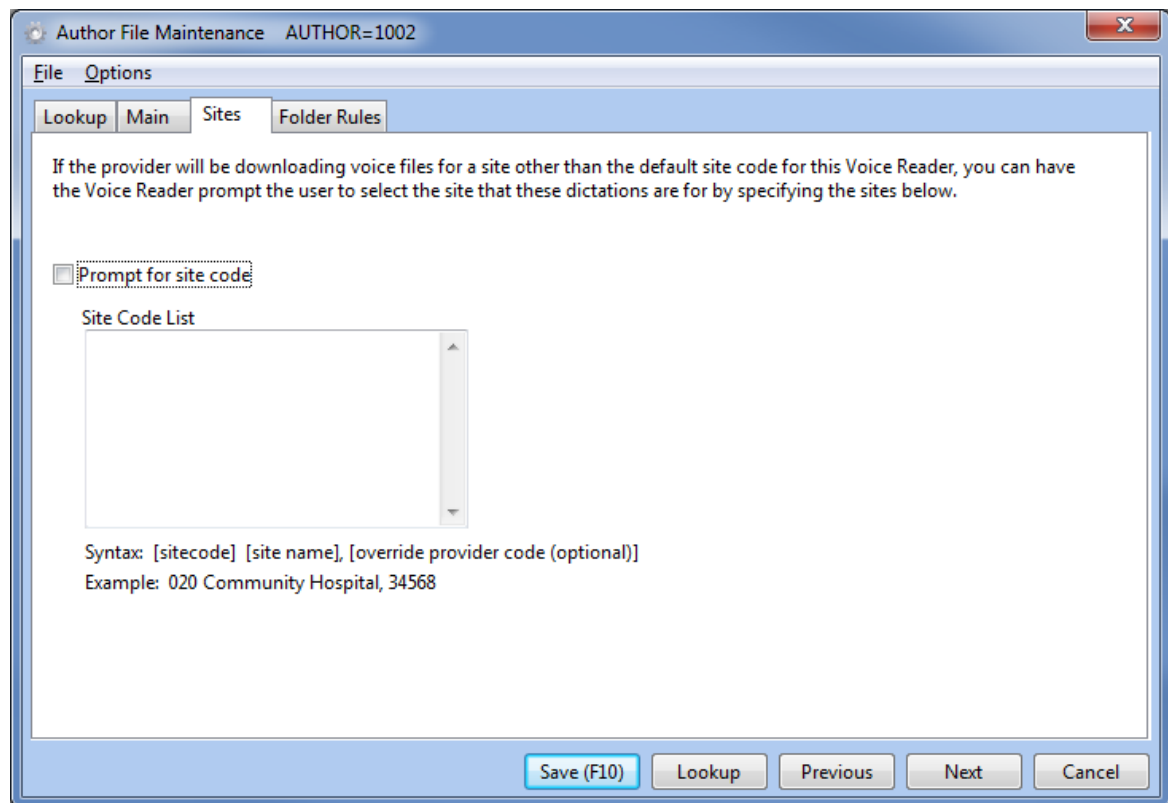 Author File Maintenance AUTHOR=1002
X
File Options
Lookup Main Sites Folder Rules
If the provider will be downloading voice files for a site other than the default site code for this Voice Reader, you can have
the Voice Reader prompt the user to select the site that these dictations are for by specifying the sites below.
Prompt for site code
Site Code List
Syntax: [sitecode] [site name], [override provider code (optional)]
Example: 020 Community Hospital, 34568
Save (F10) Lookup Previous Next Cancel